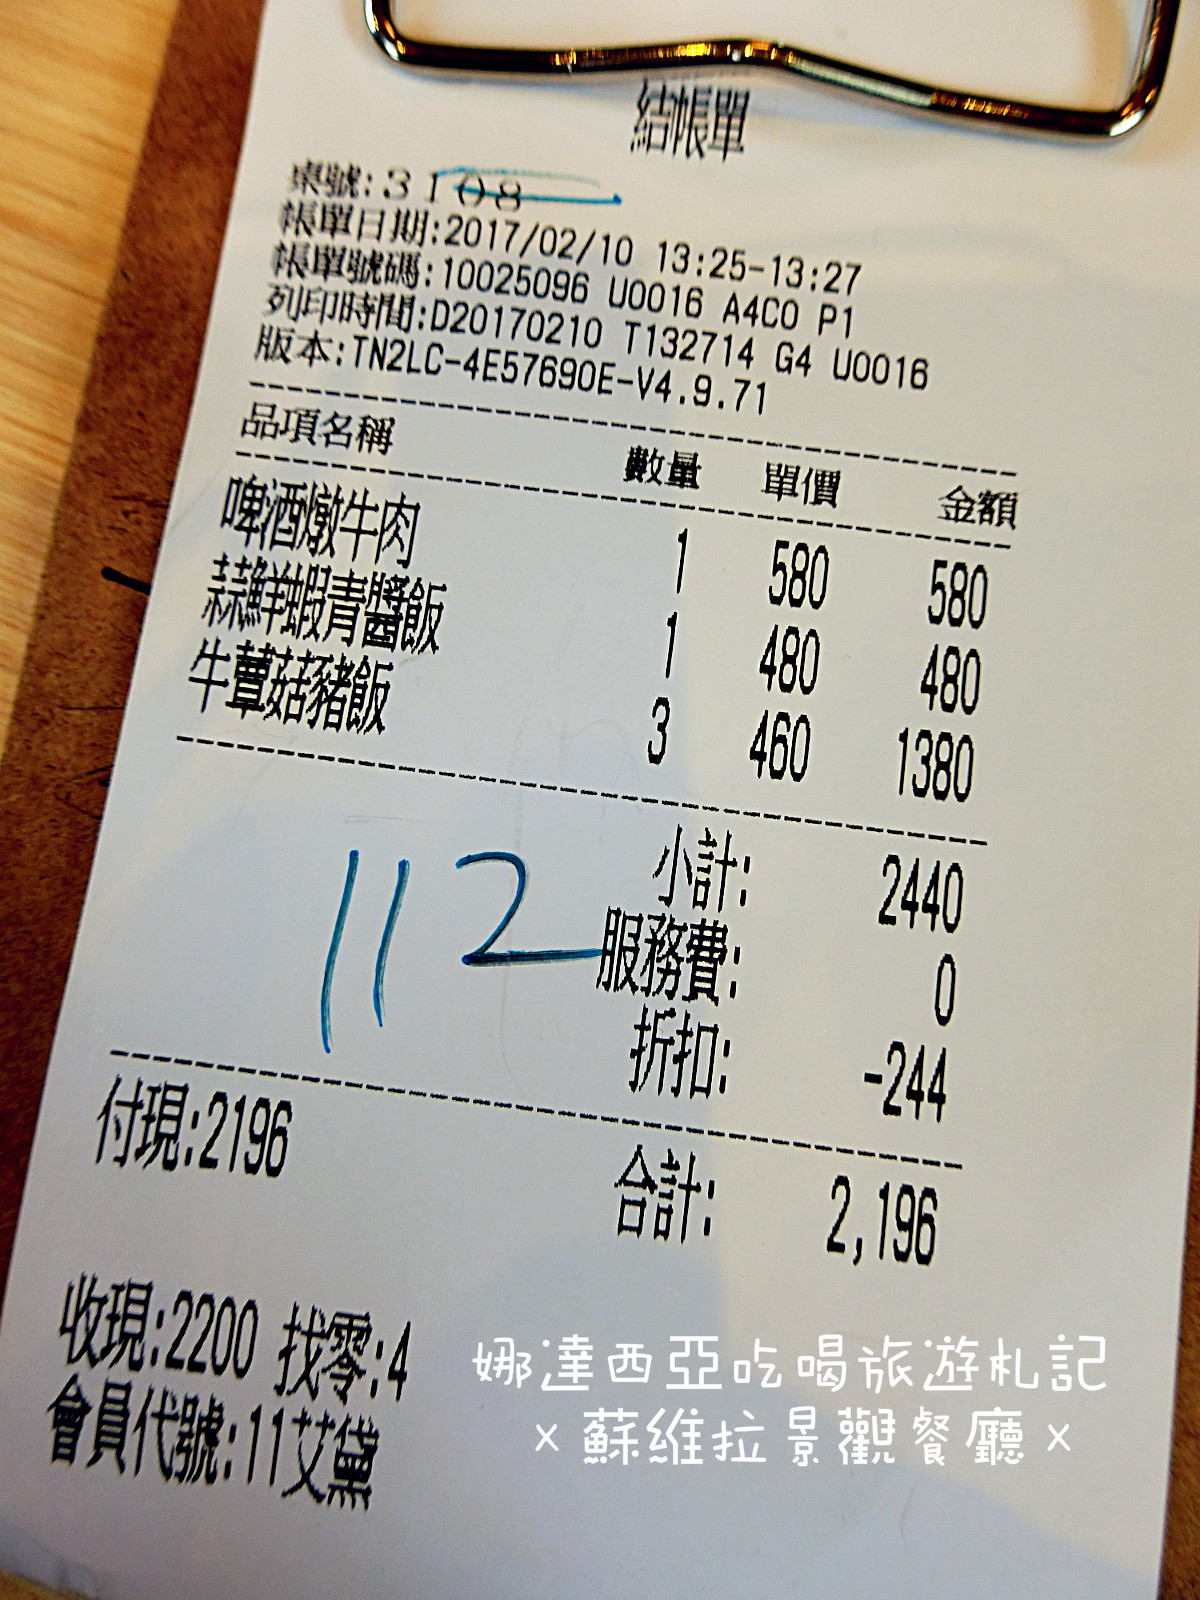 結帳單
桌號:3108
帳單日期:2017/02/10 13:25-13:27
帳單號碼:10025096 U0016 A4C0 P1
列印時間:D20170210 T132714 G4 U0016
版本:TN2LC-4E57690E-V4.9.71
品項名稱 數量 單價 金額
啤酒燉牛肉 1 580 580
蒜鮮蝦青醬飯 1 480 480
牛蕈菇豬飯 3 460 1380
小計: 2440
112
服務費: 0
折扣: -244
付現:2196
合計: 2,196
收現:2200 找零:4
會員代號:11艾黛
娜達西亞吃喝旅遊札記
×蘇維拉景觀餐廳×